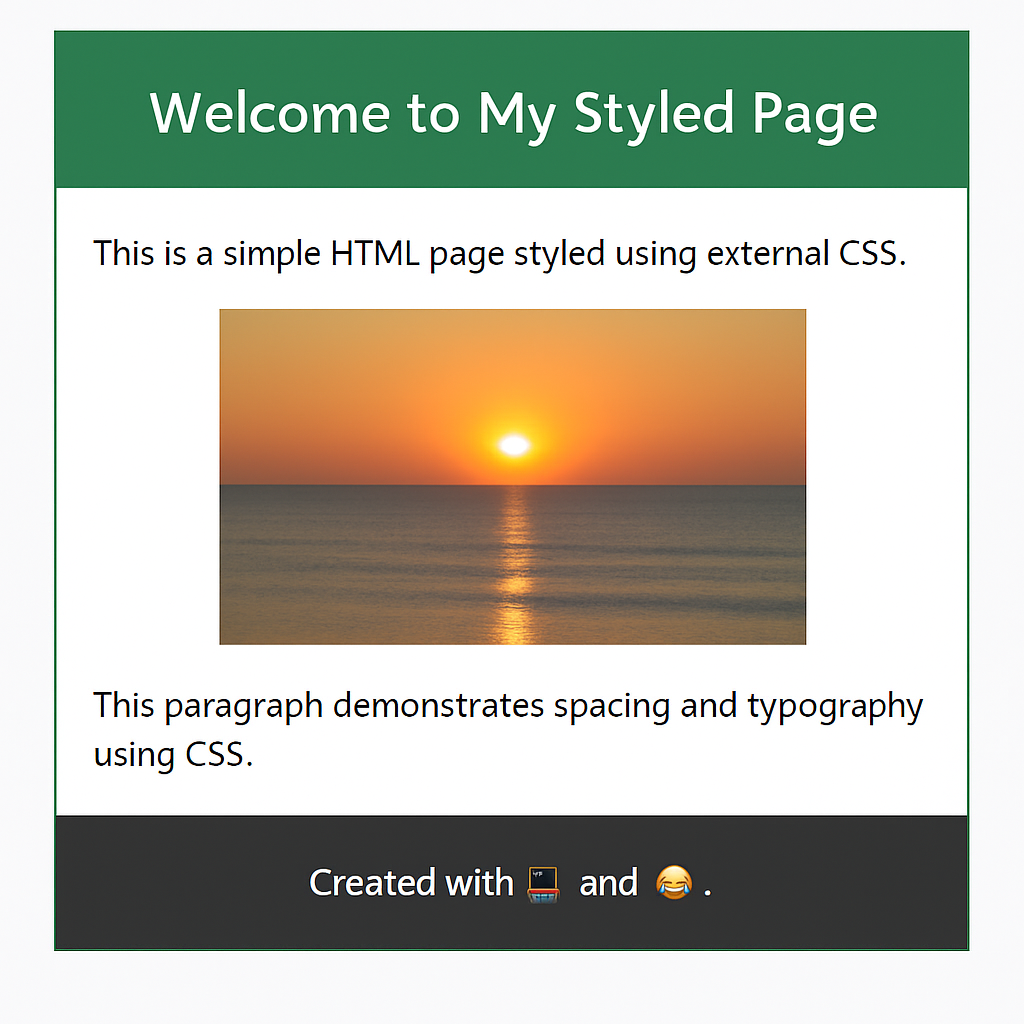 Welcome to My Styled Page
This is a simple HTML page styled using external CSS.
This paragraph demonstrates spacing and typography
using CSS.
Created with 💻 and 😂 .